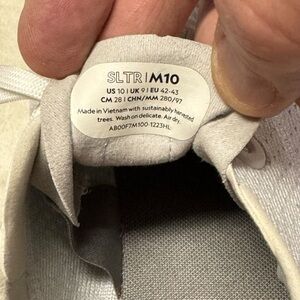 SLTR|M10
US 10 | UK 9 | EU 42-43
CM 28 | CHN/MM 280/97
Made in Vietnam with sustainably harvested
trees. Wash on delicate. Air dry.
AB00F7M100-1223HL